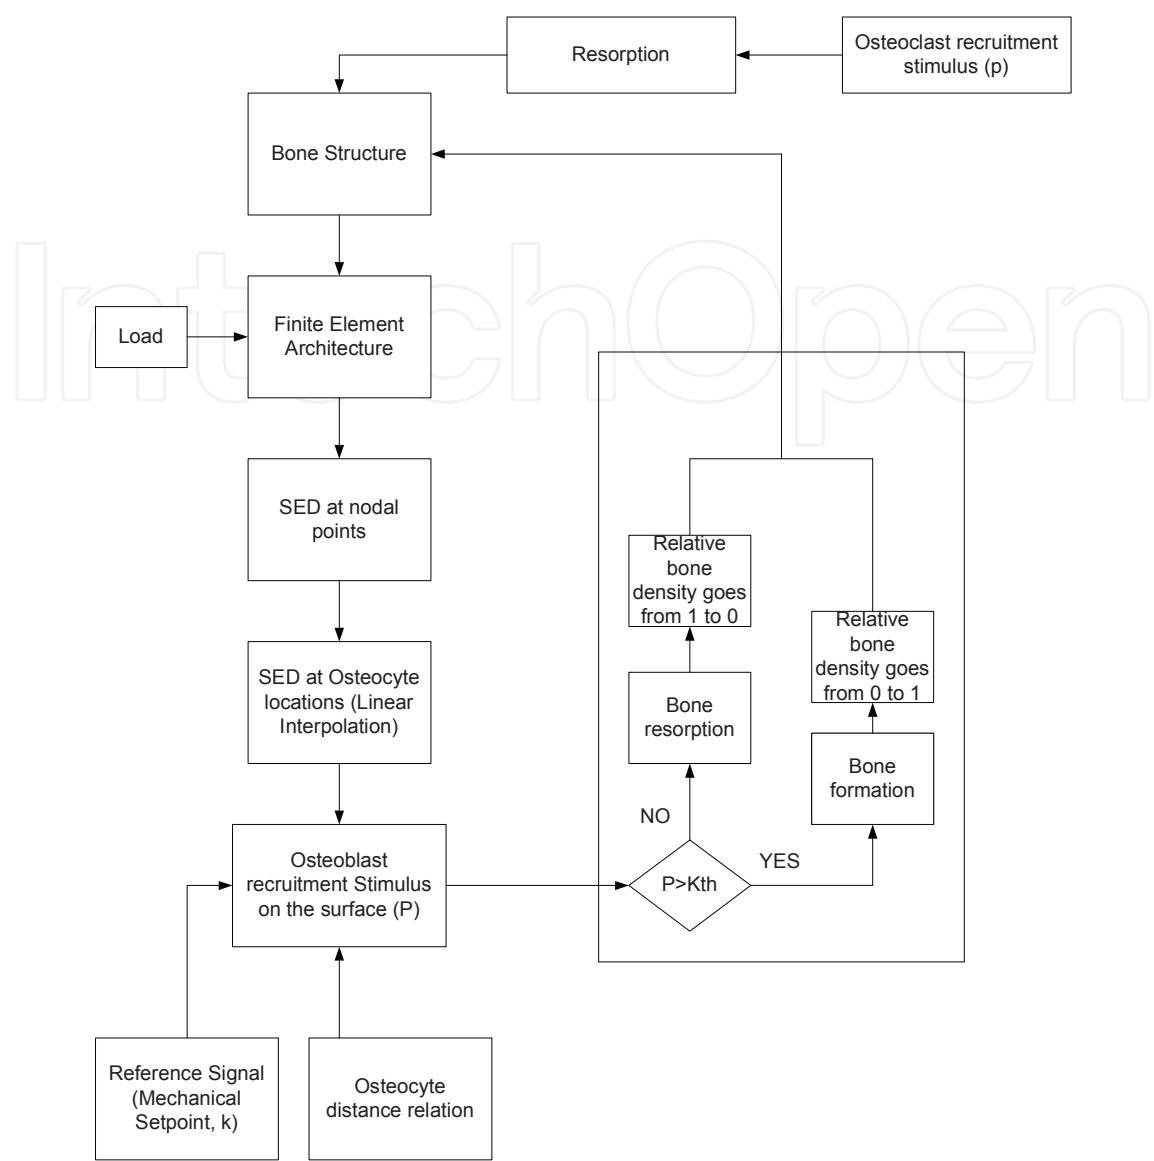 Resorption
Osteoclast recruitment
stimulus (p)
Bone Structure
Load
Finite Element
Architecture
IntechOpen
SED at nodal
points
Relative
bone
density goes
from 1 to 0
Relative
bone
density goes
from 0 to 1
SED at Osteocyte
locations (Linear
Interpolation)
Bone
resorption
Bone
formation
NO
YES
Osteoblast
recruitment Stimulus
on the surface (P)
P>Kth
Reference Signal
(Mechanical
Setpoint, k)
Osteocyte
distance relation